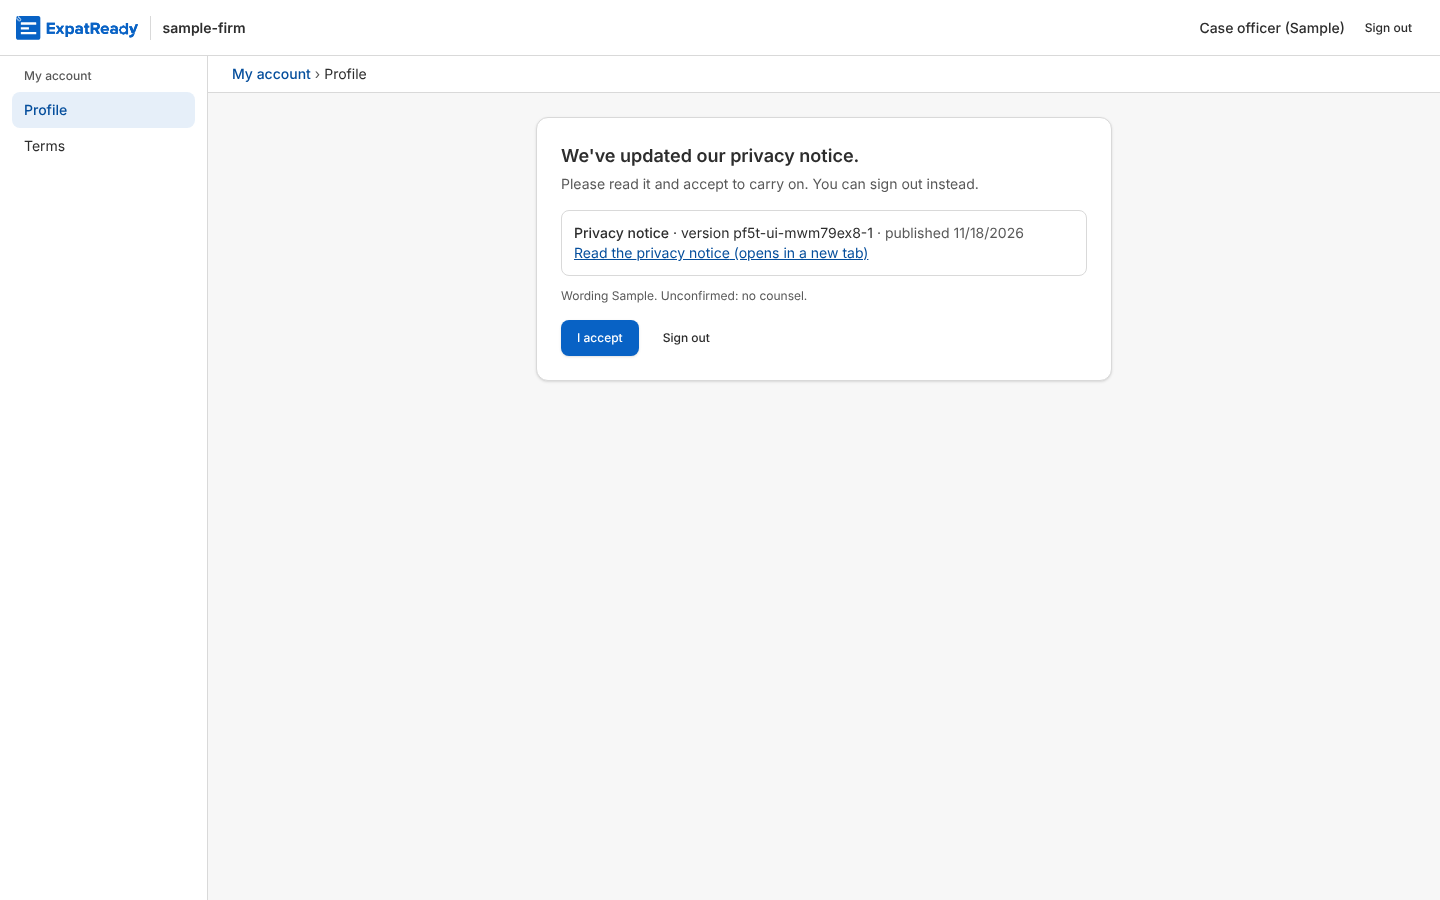 ExpatReady
sample-firm
Case officer (Sample)
Sign out
My account
Profile
Terms
My account › Profile
We've updated our privacy notice.
Please read it and accept to carry on. You can sign out instead.
Privacy notice · version pf5t-ui-mwm79ex8-1 · published 11/18/2026
Read the privacy notice (opens in a new tab)
Wording Sample. Unconfirmed: no counsel.
I accept
Sign out